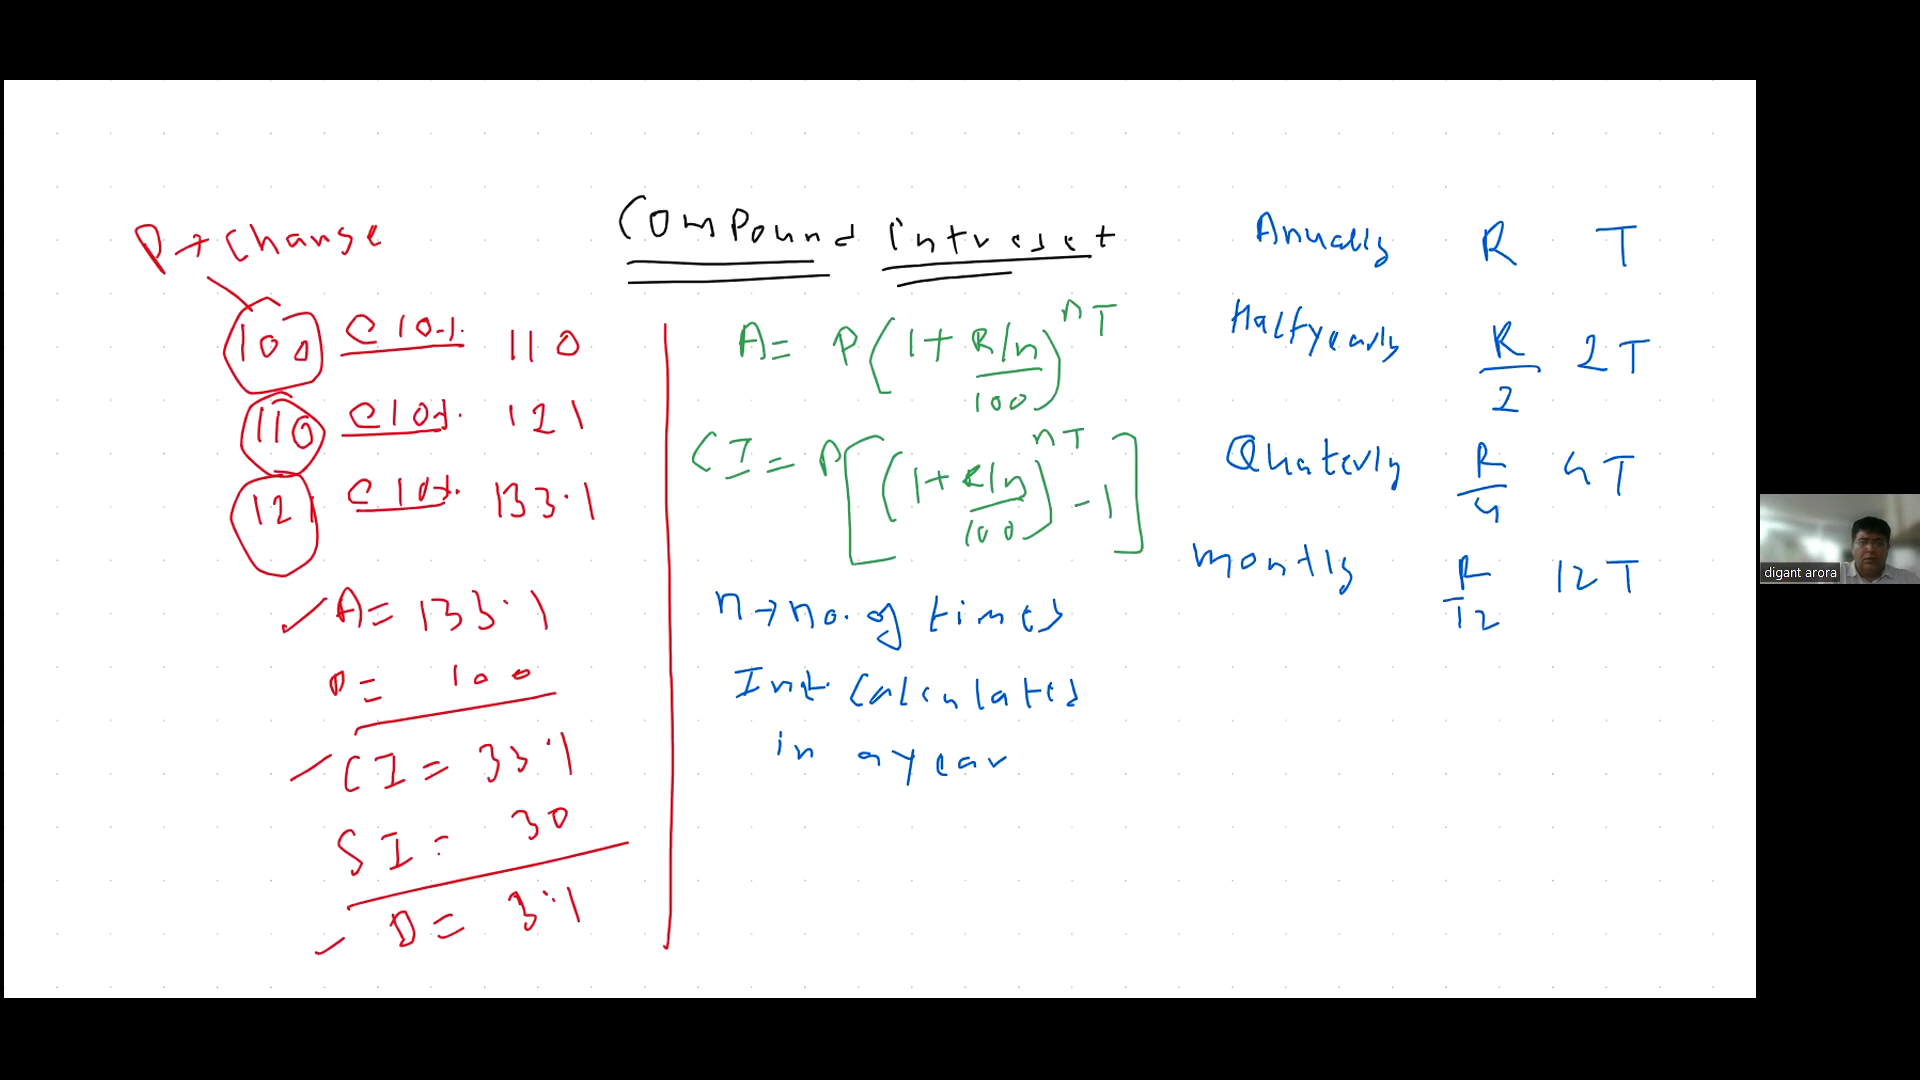 Compound intreset
P → Change
100 @ 10% 110
110 @ 10% 121
121 @ 10% 133.1
A = 133.1
P = 100
CI = 33.1
SI = 30
D = 3.1
A = P(1 + R/n/100)^nT
CI = P[(1 + R/n/100)^nT - 1]
n → no. of times
Int. Calculated
in a year
Anually R T
Halfyearly R/2 2T
Quaterly R/4 4T
montly R/12 12T
digant arora